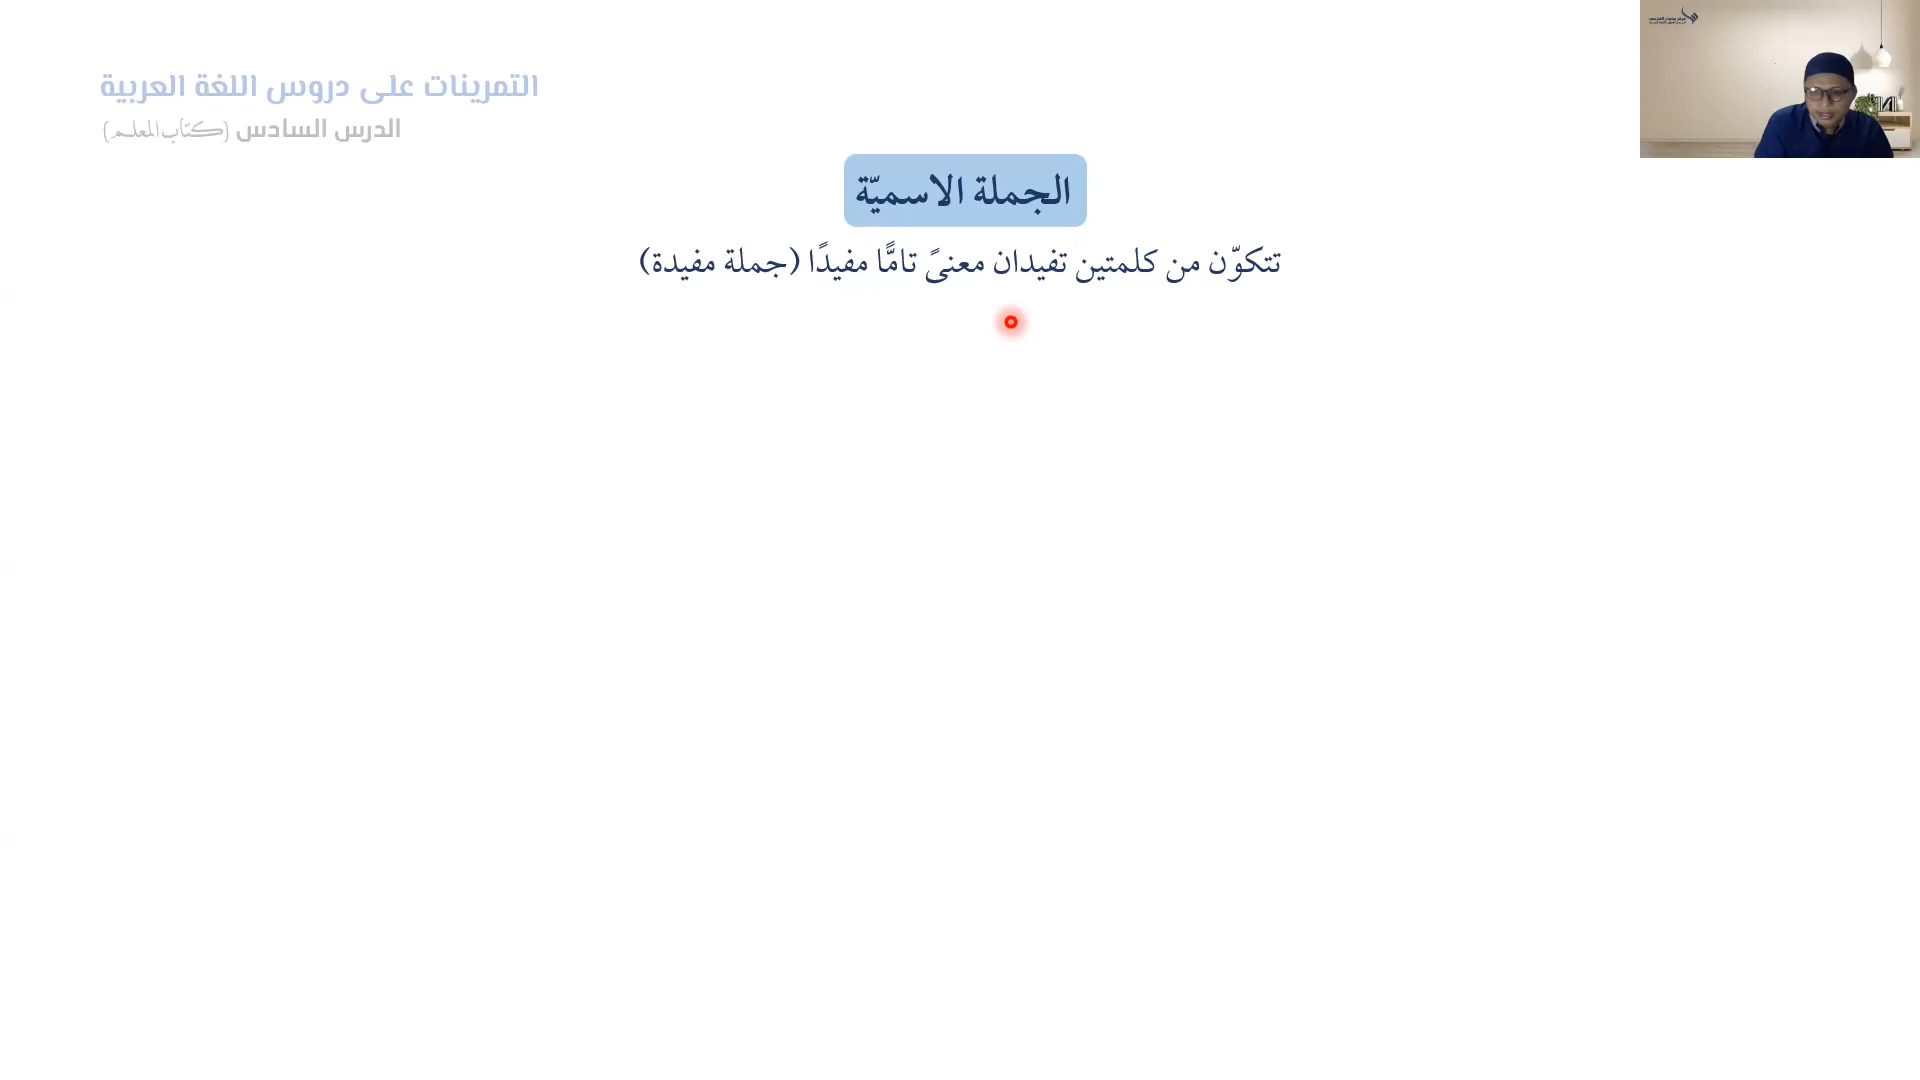 التمرينات على دروس اللغة العربية
الدرس السادس (كتاب المعلم)
الجملة الاسميّة
تتكوّن من كلمتين تفيدان معنىً تامًّا مفيدًا (جملة مفيدة)